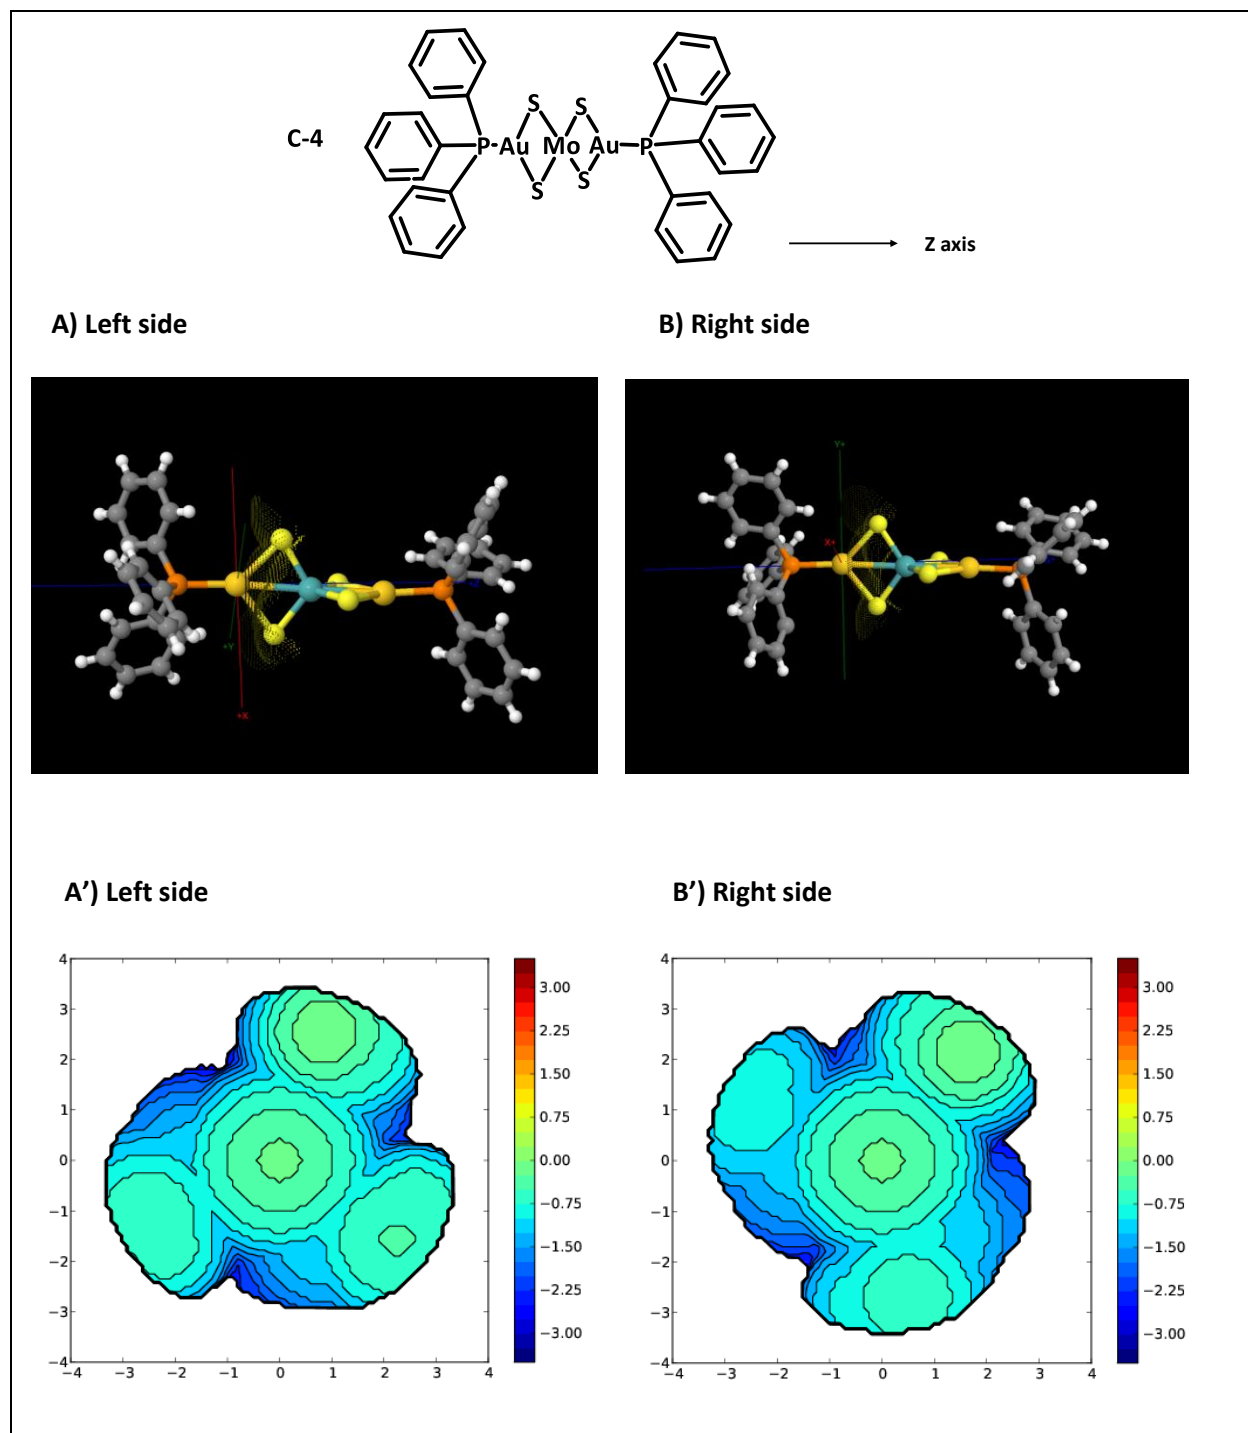 C-4
S S
P Au Mo Au P
S S
Z axis
A) Left side
B) Right side
+Y
+X
Y+
X+
A') Left side
B') Right side
4 3 2 1 0 −1 −2 −3 −4
−4 −3 −2 −1 0 1 2 3 4
3.00
2.25
1.50
0.75
0.00
−0.75
−1.50
−2.25
−3.00
4 3 2 1 0 −1 −2 −3 −4
−4 −3 −2 −1 0 1 2 3 4
3.00
2.25
1.50
0.75
0.00
−0.75
−1.50
−2.25
−3.00